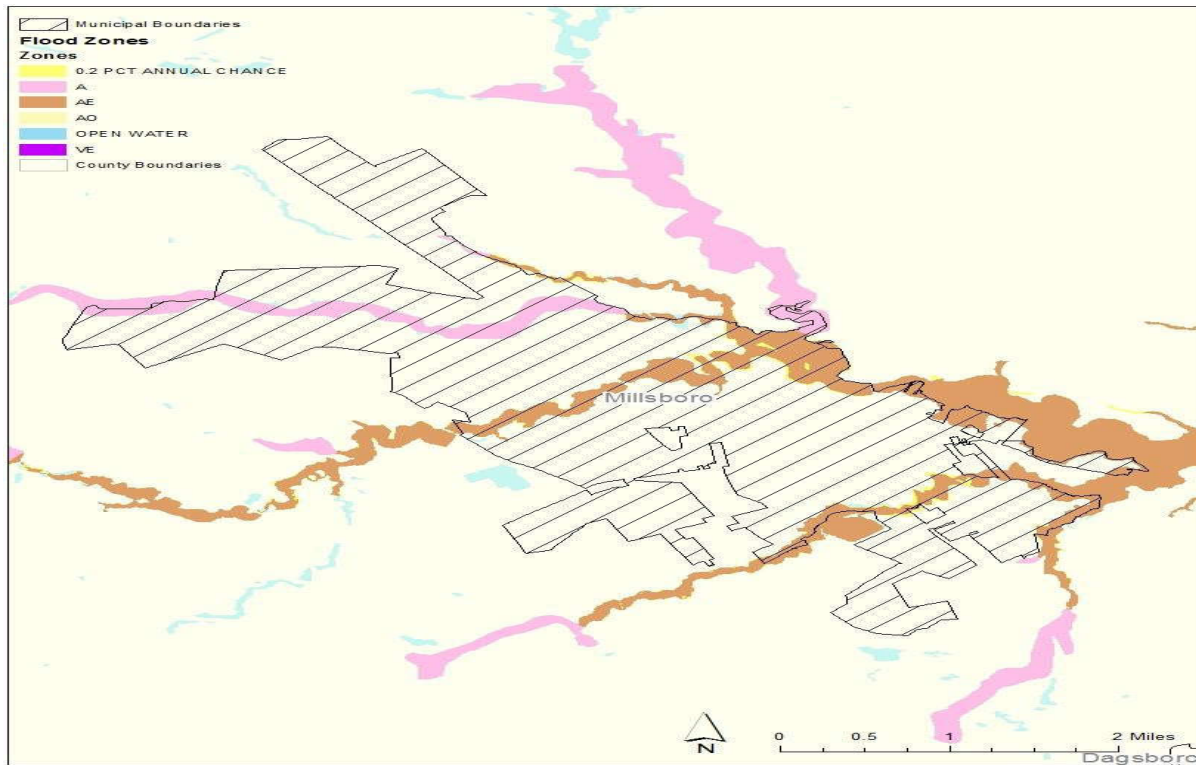 Municipal Boundaries
Flood Zones
Zones
0.2 PCT ANNUAL CHANCE
A
AE
AO
OPEN WATER
VE
County Boundaries
Millsboro
N
0 0.5 1 2 Miles
Dagsboro